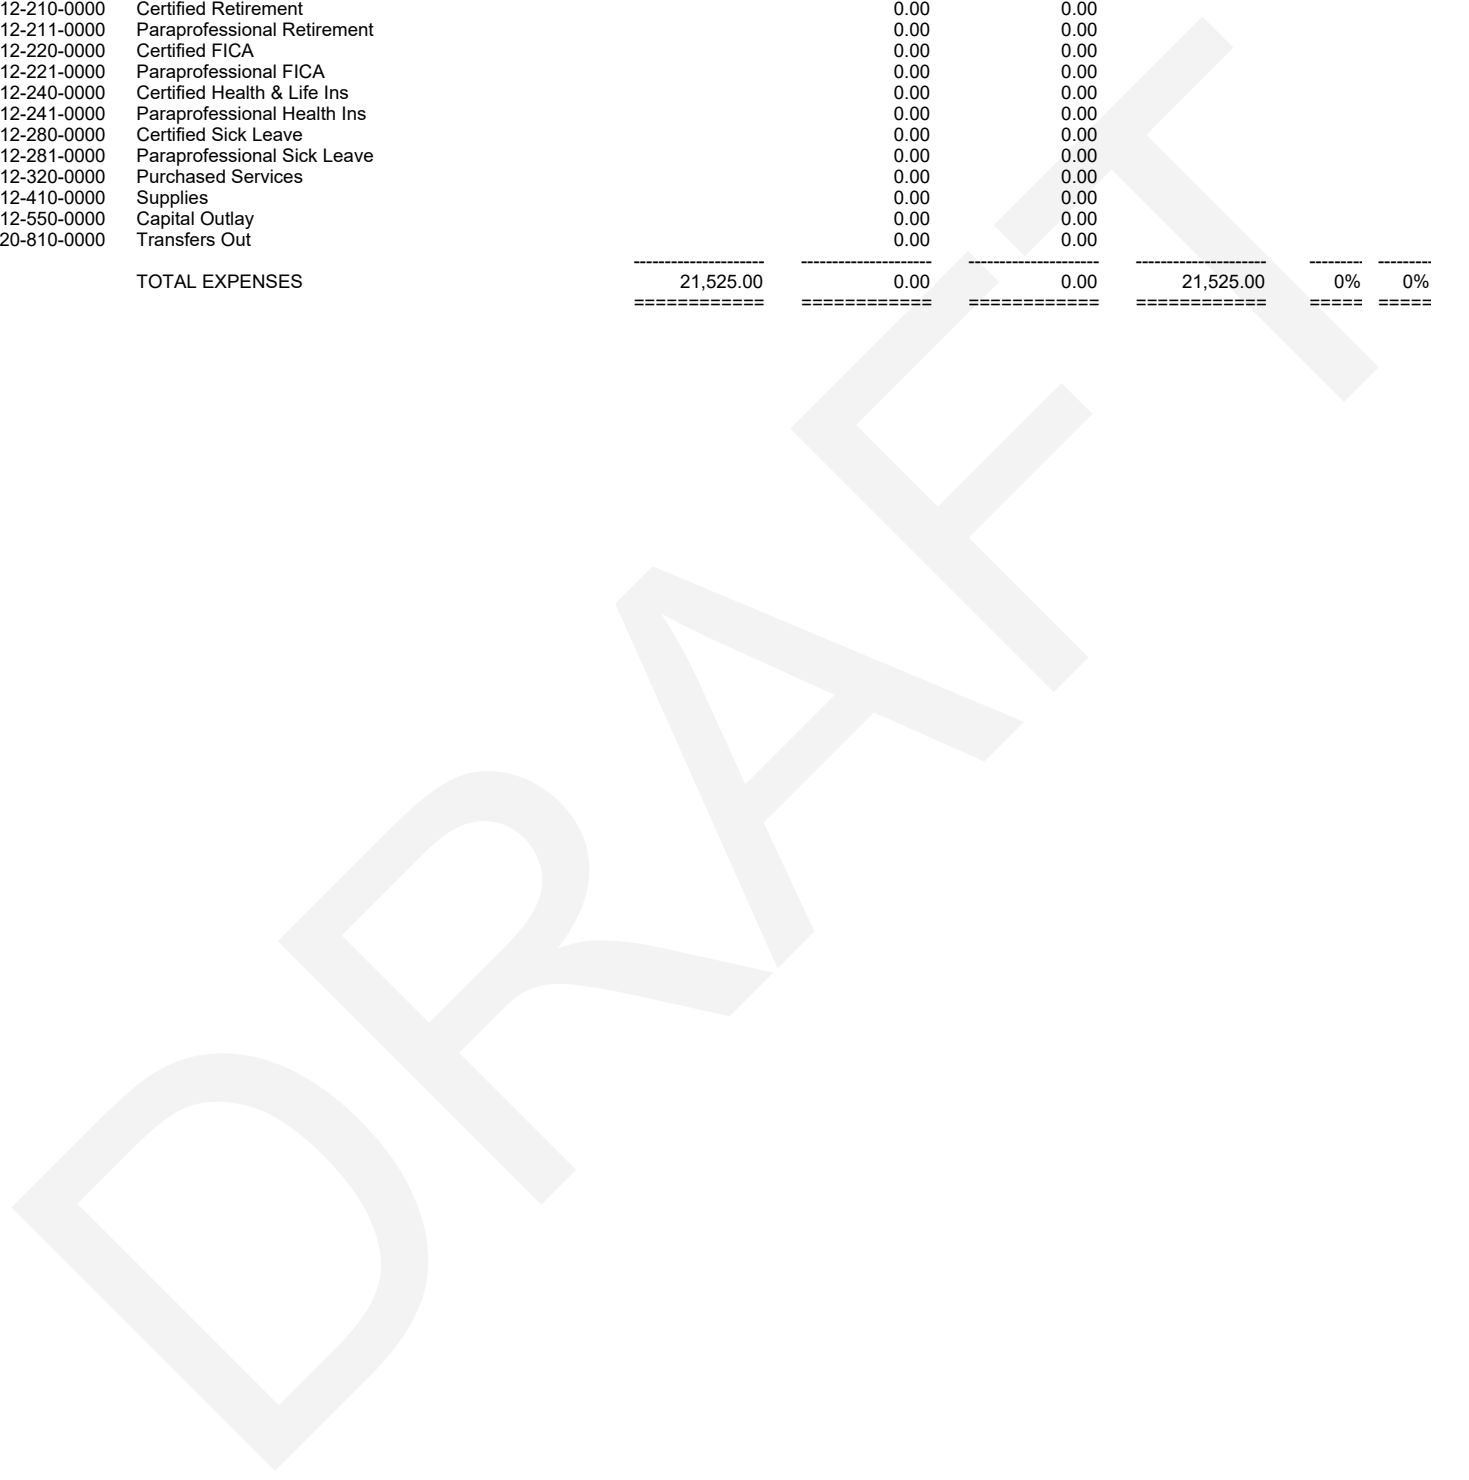 12-210-0000 Certified Retirement 0.00 0.00
12-211-0000 Paraprofessional Retirement 0.00 0.00
12-220-0000 Certified FICA 0.00 0.00
12-221-0000 Paraprofessional FICA 0.00 0.00
12-240-0000 Certified Health & Life Ins 0.00 0.00
12-241-0000 Paraprofessional Health Ins 0.00 0.00
12-280-0000 Certified Sick Leave 0.00 0.00
12-281-0000 Paraprofessional Sick Leave 0.00 0.00
12-320-0000 Purchased Services 0.00 0.00
12-410-0000 Supplies 0.00 0.00
12-550-0000 Capital Outlay 0.00 0.00
20-810-0000 Transfers Out 0.00 0.00
--------------------- --------------------- --------------------- --------------------- --------- ---------
TOTAL EXPENSES 21,525.00 0.00 0.00 21,525.00 0% 0%
============ ============ ============ ============ ===== =====
DRAFT